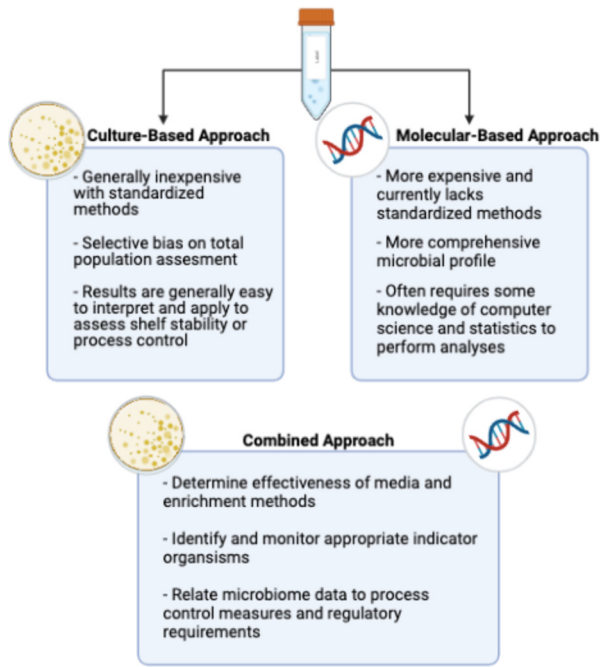 Culture-Based Approach
- Generally inexpensive
with standardized
methods
- Selective bias on total
population assesment
- Results are generally easy
to interpret and apply to
assess shelf stability or
process control
Molecular-Based Approach
- More expensive and
currently lacks
standardized methods
- More comprehensive
microbial profile
- Often requires some
knowledge of computer
science and statistics to
perform analyses
Combined Approach
- Determine effectiveness of media and
enrichment methods
- Identify and monitor appropriate indicator
organsisms
- Relate microbiome data to process
control measures and regulatory
requirements